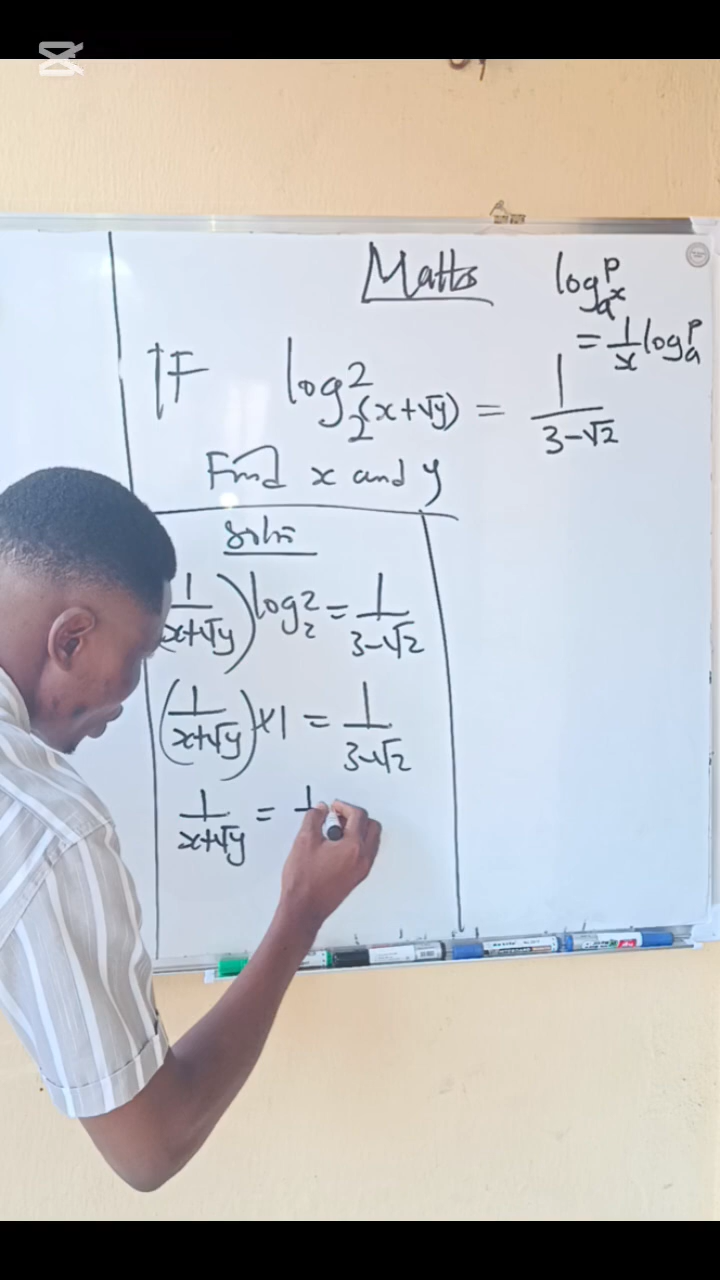 Maths
log_{a^x}^P
= 1/x log_a^P
IF log_{2^{(x+√y)}}^2 = 1/(3-√2)
Find x and y
Soln
(1/(x+√y)) log_2^2 = 1/(3-√2)
(1/(x+√y)) × 1 = 1/(3-√2)
1/(x+√y) = 1